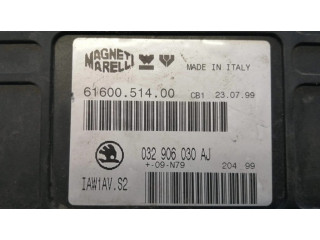 MAGNETI
MARELLI
MADE IN ITALY
61600.514.00 CB1 23.07.99
032 906 030 AJ
+-09-N79 204 99
IAW1AV.S2